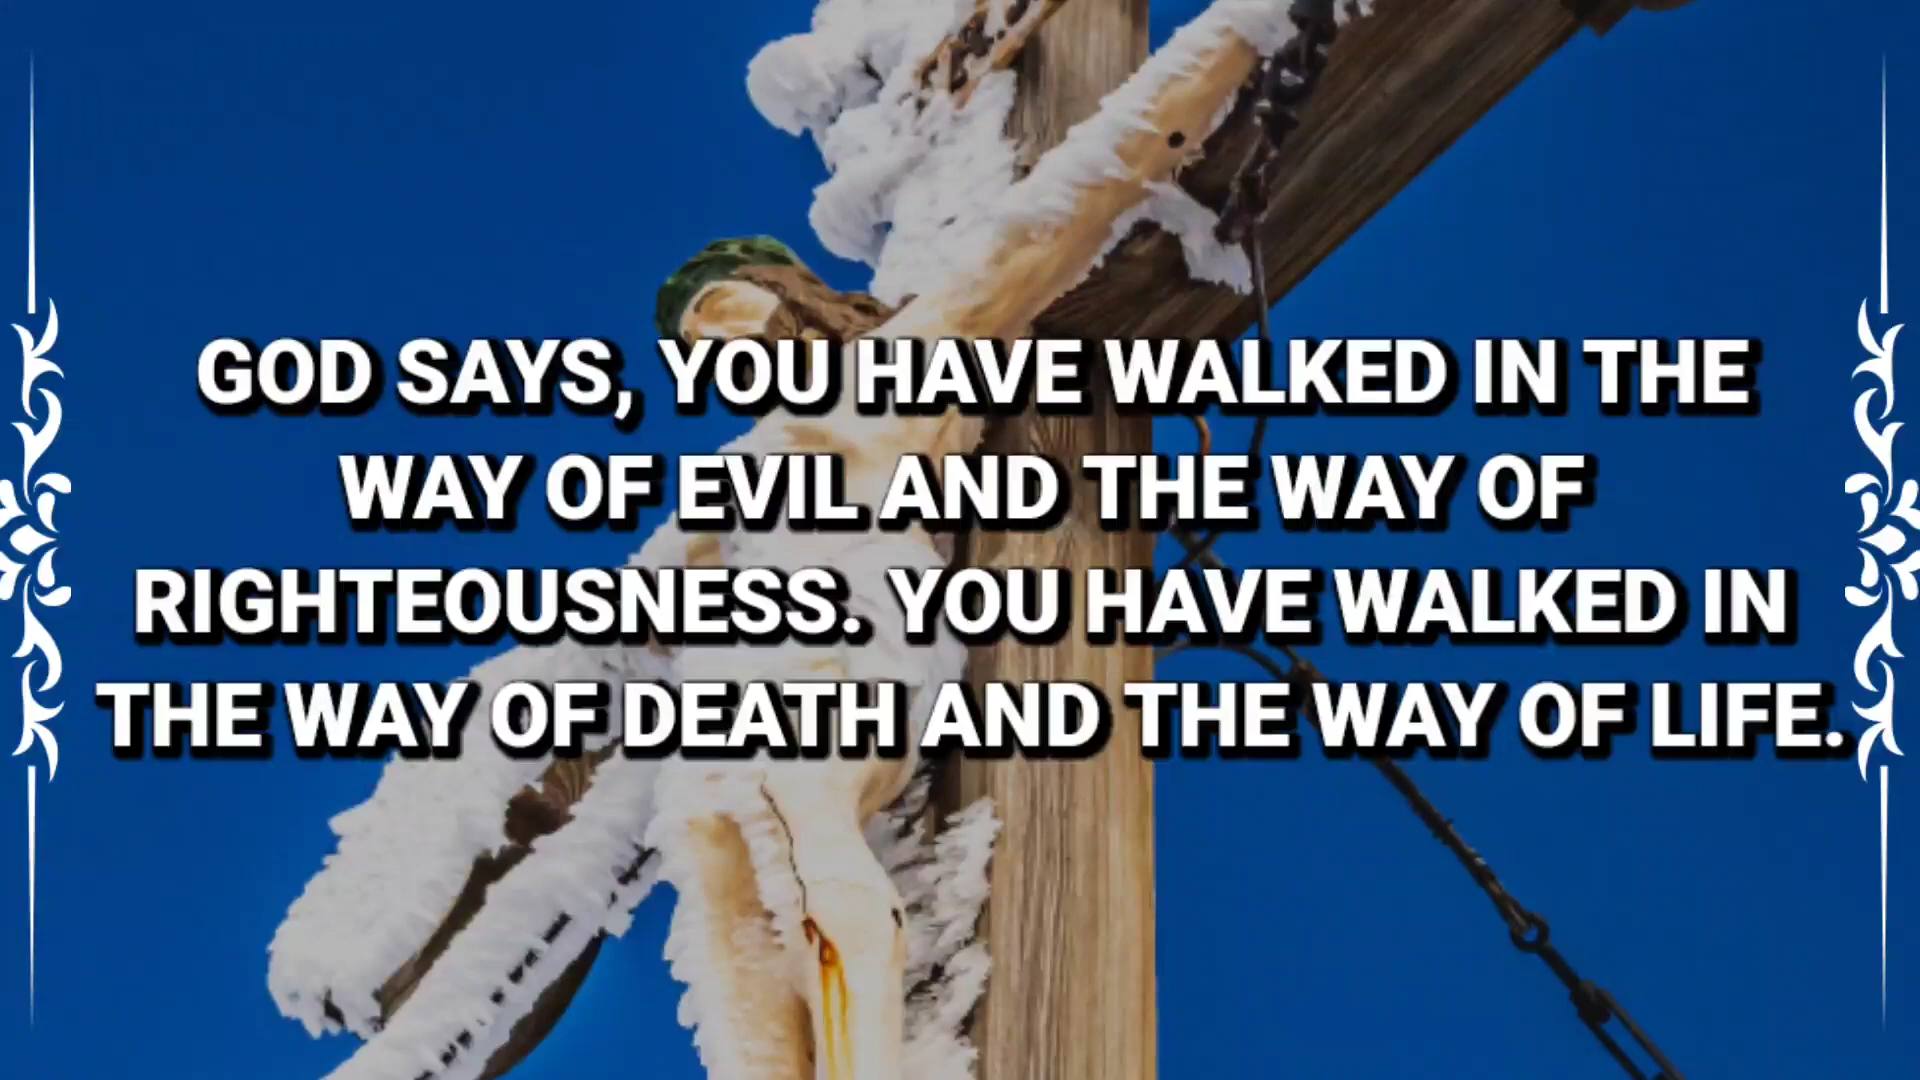 GOD SAYS, YOU HAVE WALKED IN THE
WAY OF EVIL AND THE WAY OF
RIGHTEOUSNESS. YOU HAVE WALKED IN
THE WAY OF DEATH AND THE WAY OF LIFE.